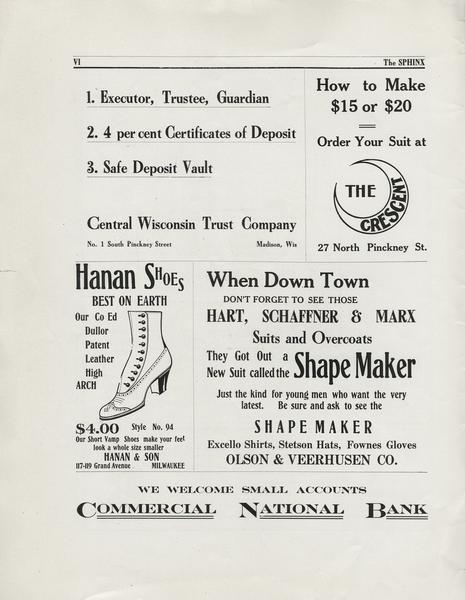 VI The SPHINX
1. Executor, Trustee, Guardian
2. 4 per cent Certificates of Deposit
3. Safe Deposit Vault
Central Wisconsin Trust Company
No. 1 South Pinckney Street Madison, Wis
How to Make
$15 or $20
Order Your Suit at
THE
CRESCENT
27 North Pinckney St.
Hanan SHOES
BEST ON EARTH
Our Co Ed
Dullor
Patent
Leather
High
ARCH
$4.00 Style No. 94
Our Short Vamp Shoes make your feet
look a whole size smaller
HANAN & SON
117-119 Grand Avenue MILWAUKEE
When Down Town
DON'T FORGET TO SEE THOSE
HART, SCHAFFNER & MARX
Suits and Overcoats
They Got Out a
New Suit called the Shape Maker
Just the kind for young men who want the very
latest. Be sure and ask to see the
SHAPE MAKER
Excello Shirts, Stetson Hats, Fownes Gloves
OLSON & VEERHUSEN CO.
WE WELCOME SMALL ACCOUNTS
COMMERCIAL NATIONAL BANK